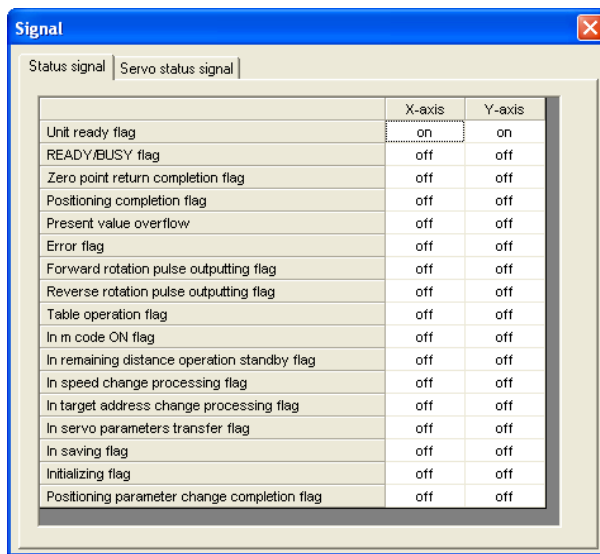 Signal
Status signal Servo status signal
X-axis Y-axis
Unit ready flag on on
READY/BUSY flag off off
Zero point return completion flag off off
Positioning completion flag off off
Present value overflow off off
Error flag off off
Forward rotation pulse outputting flag off off
Reverse rotation pulse outputting flag off off
Table operation flag off off
In m code ON flag off off
In remaining distance operation standby flag off off
In speed change processing flag off off
In target address change processing flag off off
In servo parameters transfer flag off off
In saving flag off off
Initializing flag off off
Positioning parameter change completion flag off off